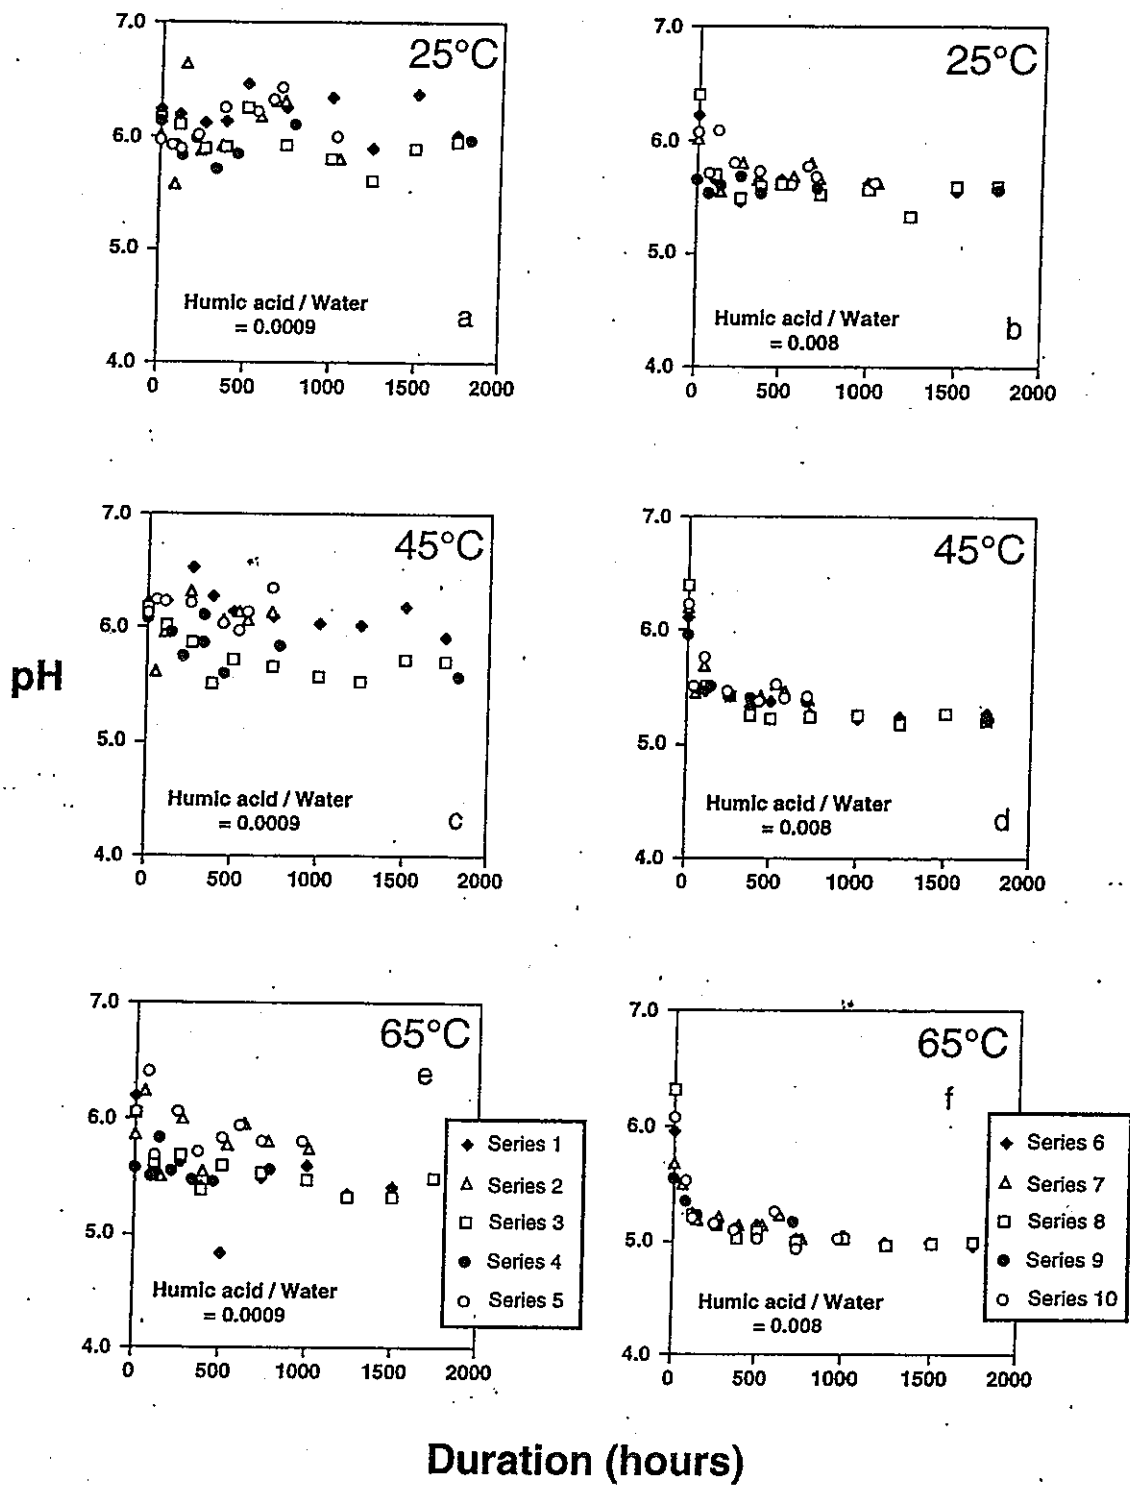 7.0
25°C
6.0
5.0
Humic acid / Water
= 0.0009
a
4.0
0 500 1000 1500 2000
7.0
25°C
6.0
5.0
Humic acid / Water
= 0.008
b
4.0
0 500 1000 1500 2000
pH
7.0
45°C
6.0
5.0
Humic acid / Water
= 0.0009
c
4.0
0 500 1000 1500 2000
7.0
45°C
6.0
5.0
Humic acid / Water
= 0.008
d
4.0
0 500 1000 1500 2000
7.0
65°C
e
6.0
5.0
Series 1
Series 2
Series 3
Series 4
Series 5
Humic acid / Water
= 0.0009
4.0
0 500 1000 1500 2000
7.0
65°C
f
6.0
5.0
Series 6
Series 7
Series 8
Series 9
Series 10
Humic acid / Water
= 0.008
4.0
0 500 1000 1500 2000
Duration (hours)